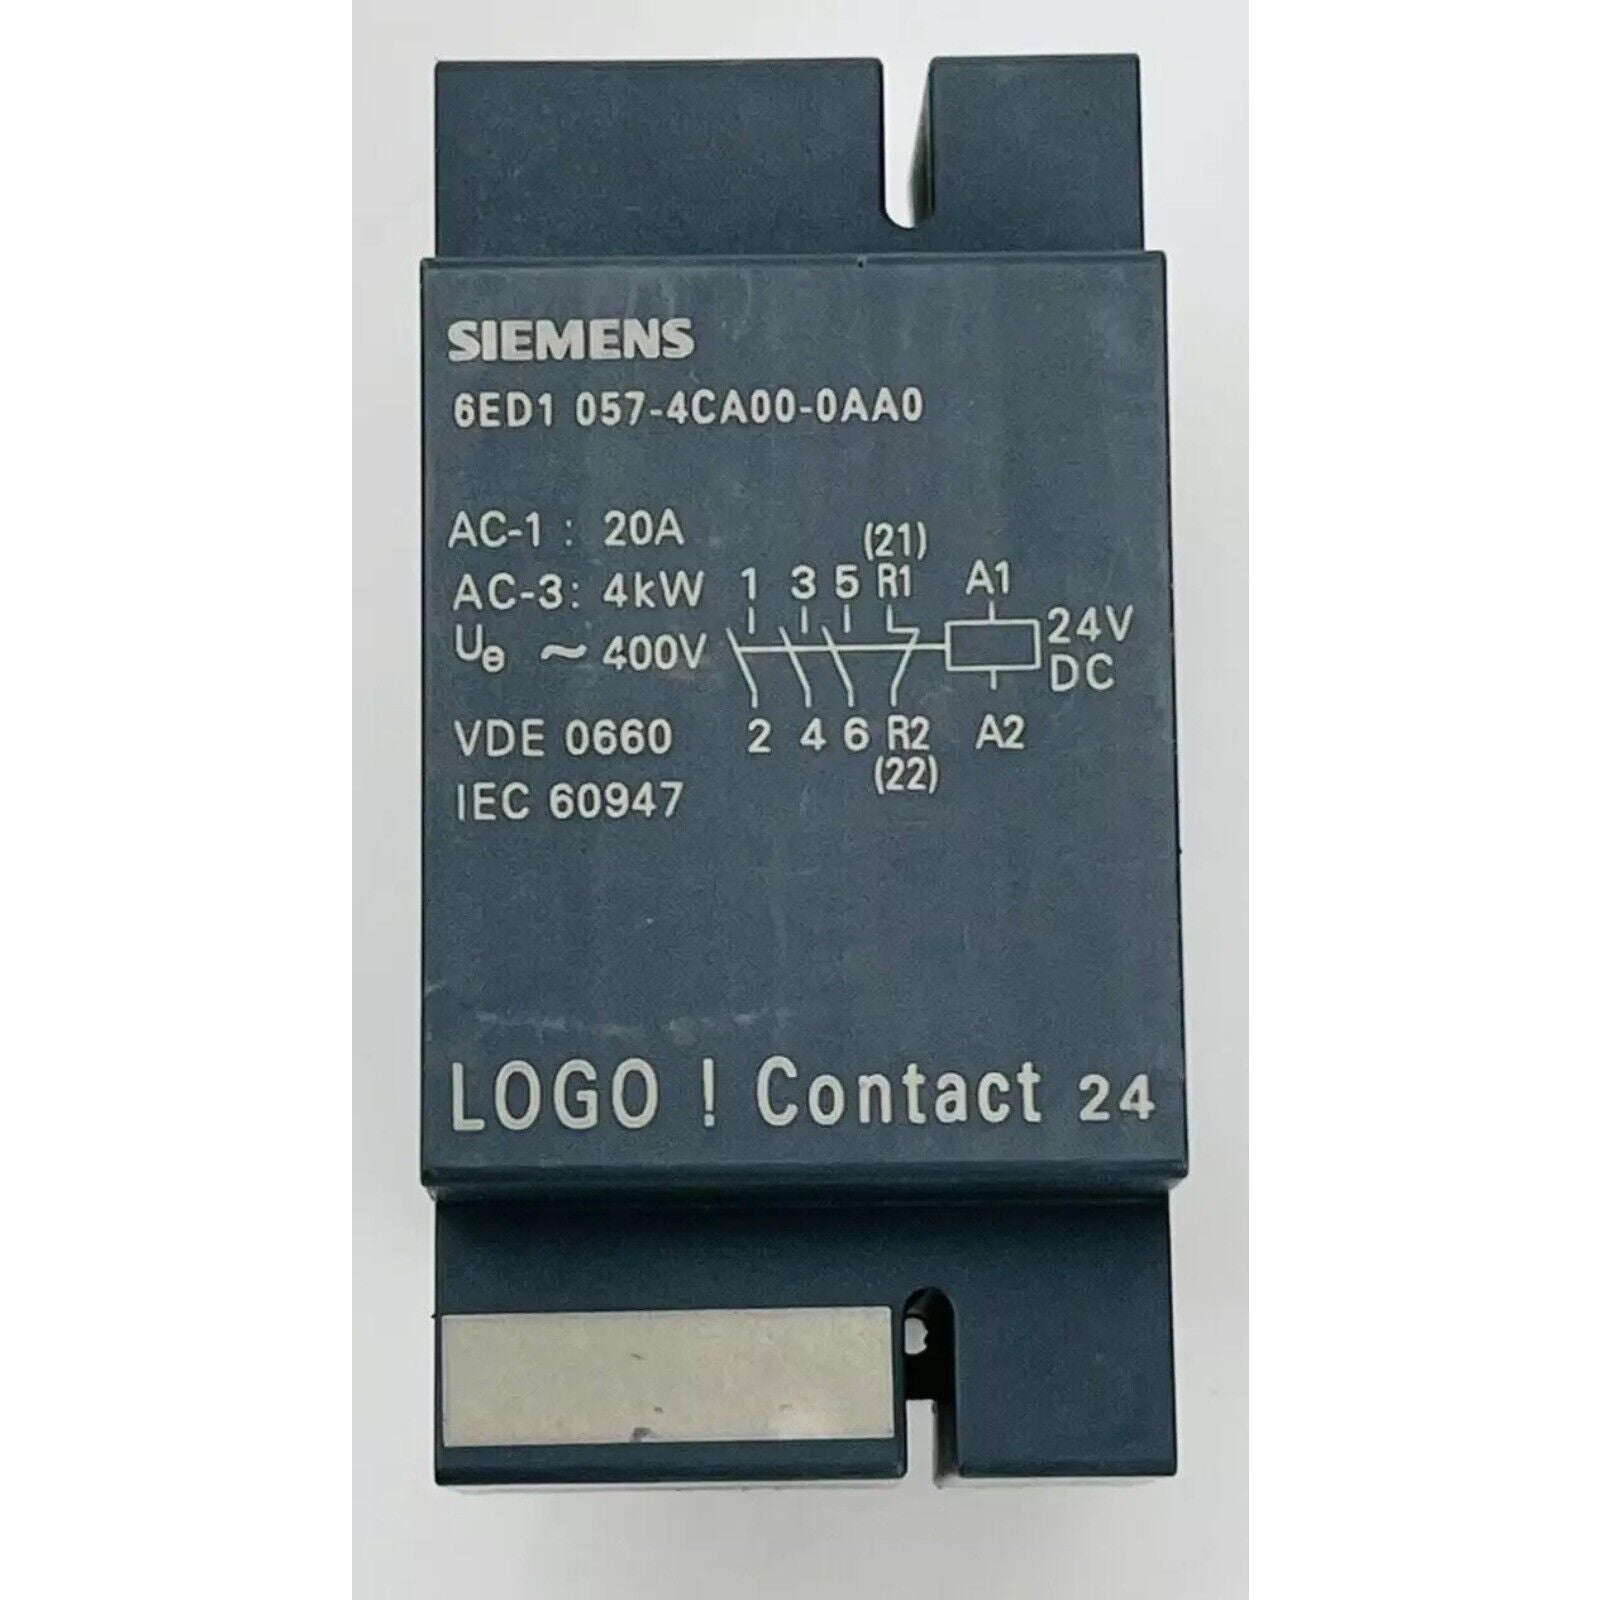 SIEMENS
6ED1 057-4CA00-0AA0
AC-1 : 20A
AC-3: 4kW
Ue ~ 400V
(21)
1 3 5 R1 A1
24V
DC
2 4 6 R2 A2
(22)
VDE 0660
IEC 60947
LOGO ! Contact 24